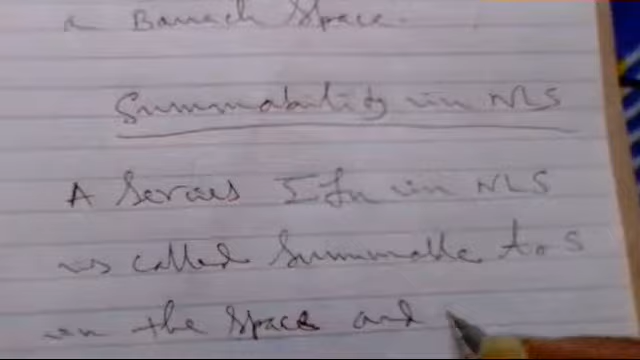 a Banach Space.
Summability in NLS
A Series Σfn in NLS
is called Summable to S
in the space and